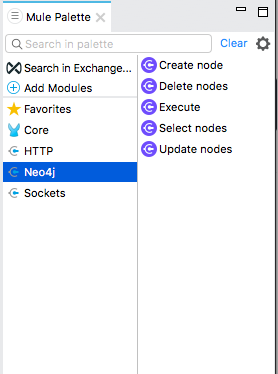 Mule Palette
Search in palette
Clear
Search in Exchange...
Add Modules
Favorites
Core
HTTP
Neo4j
Sockets
Create node
Delete nodes
Execute
Select nodes
Update nodes